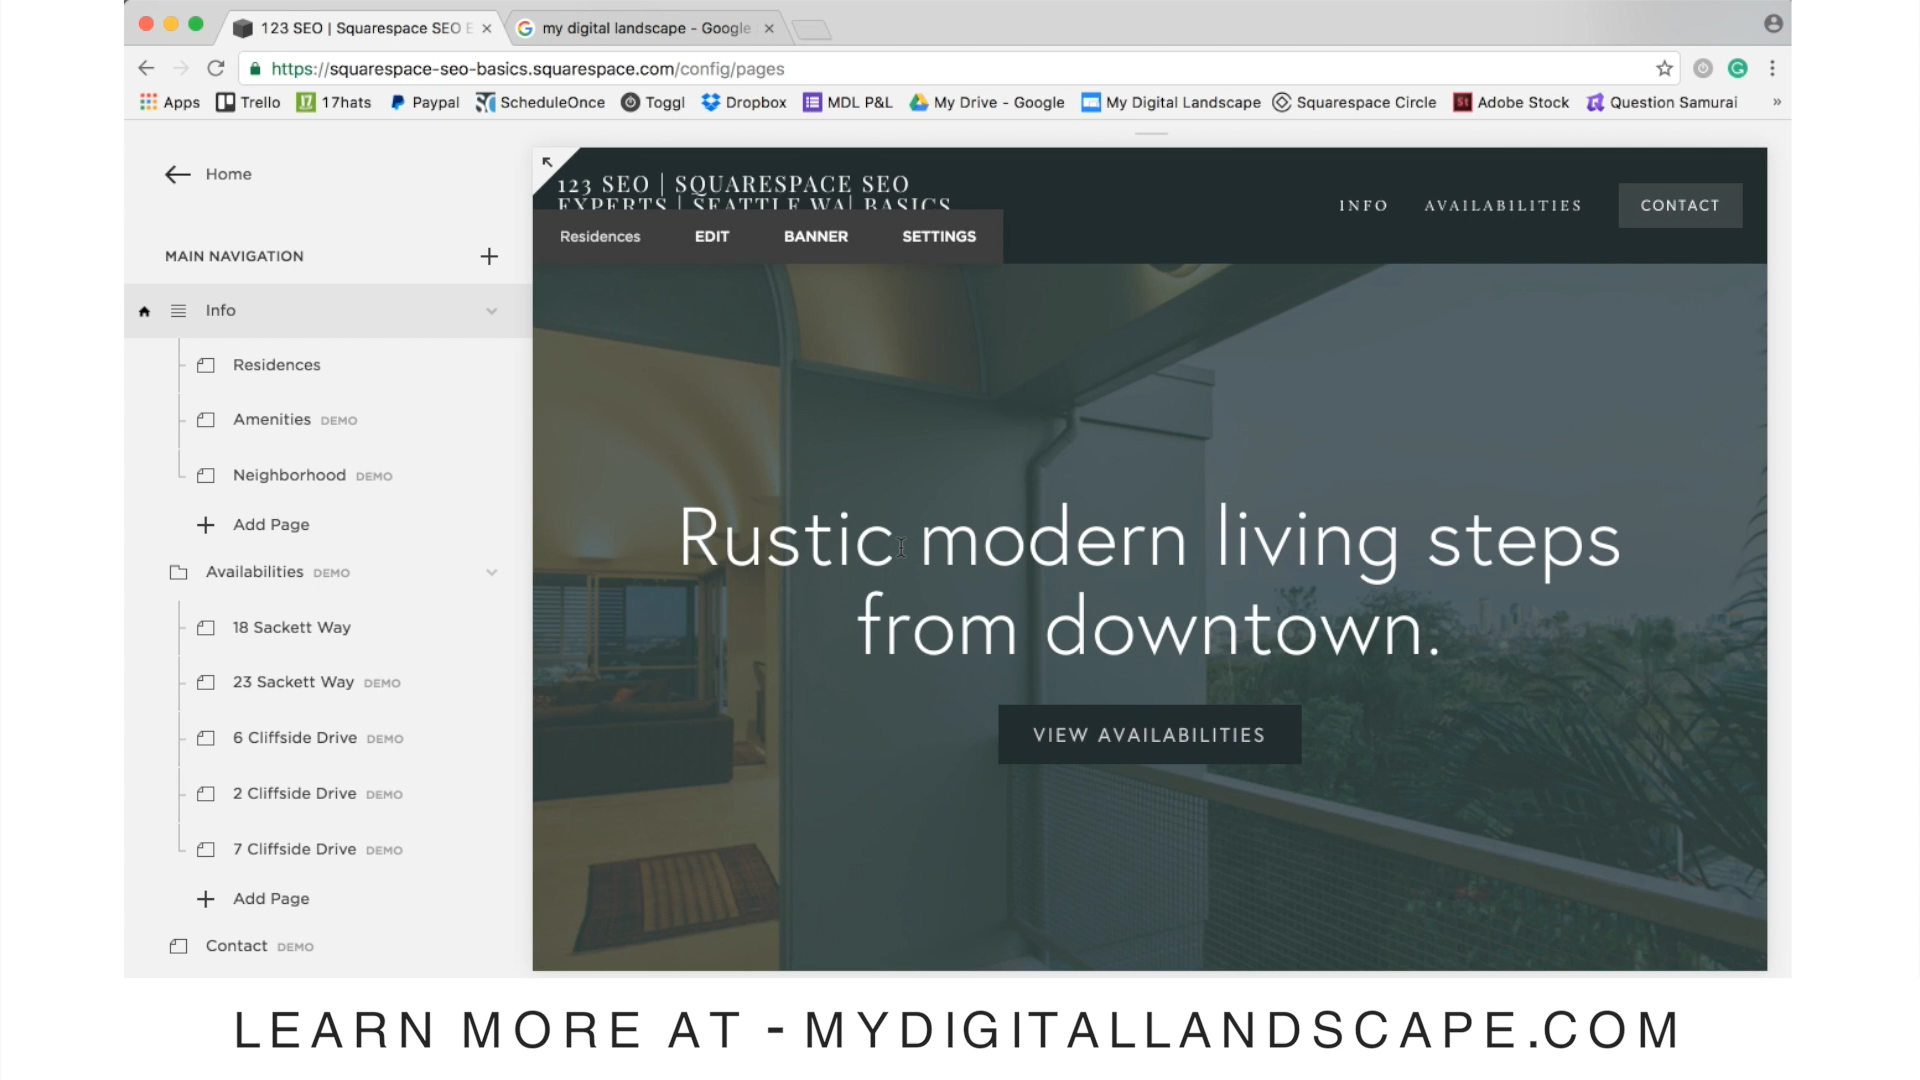 123 SEO | Squarespace SEO E
my digital landscape - Google
https://squarespace-seo-basics.squarespace.com/config/pages
Apps Trello 17hats Paypal ScheduleOnce Toggl Dropbox MDL P&L My Drive - Google My Digital Landscape Squarespace Circle Adobe Stock Question Samurai »
Home
MAIN NAVIGATION
Info
Residences
Amenities DEMO
Neighborhood DEMO
Add Page
Availabilities DEMO
18 Sackett Way
23 Sackett Way DEMO
6 Cliffside Drive DEMO
2 Cliffside Drive DEMO
7 Cliffside Drive DEMO
Add Page
Contact DEMO
123 SEO | SQUARESPACE SEO
EXPERTS | SEATTLE WA| BASICS
INFO AVAILABILITIES CONTACT
Residences EDIT BANNER SETTINGS
Rustic modern living steps
from downtown.
VIEW AVAILABILITIES
LEARN MORE AT - MYDIGITALLANDSCAPE.COM